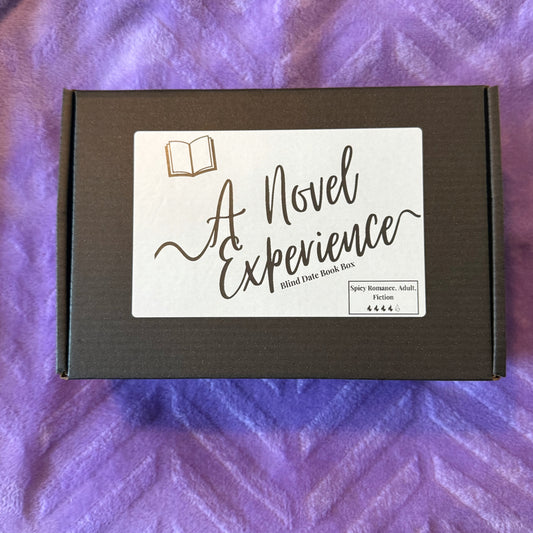 A Novel
Experience
Blind Date Book Box
Spicy Romance, Adult,
Fiction